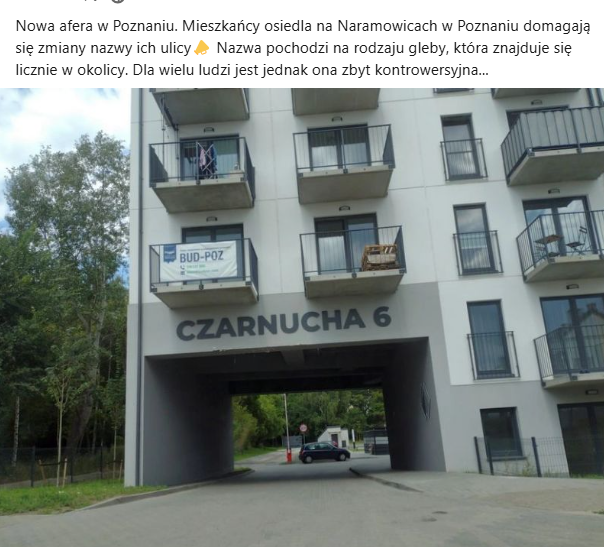 Nowa afera w Poznaniu. Mieszkańcy osiedla na Naramowicach w Poznaniu domagają
się zmiany nazwy ich ulicy📣 Nazwa pochodzi na rodzaju gleby, która znajduje się
licznie w okolicy. Dla wielu ludzi jest jednak ona zbyt kontrowersyjna...
BUD-POZ
CZARNUCHA 6